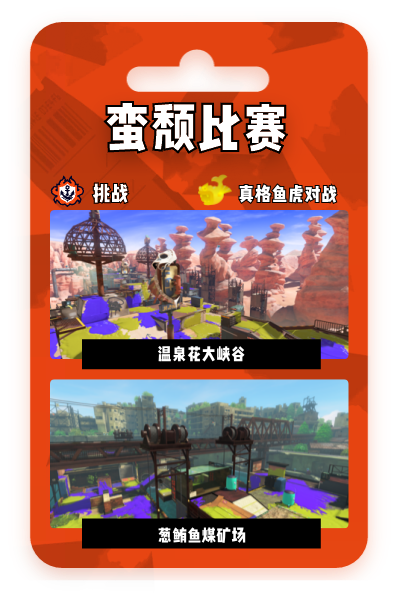 蛮颓比赛
挑战
真格鱼虎对战
温泉花大峡谷
葱鲔鱼煤矿场